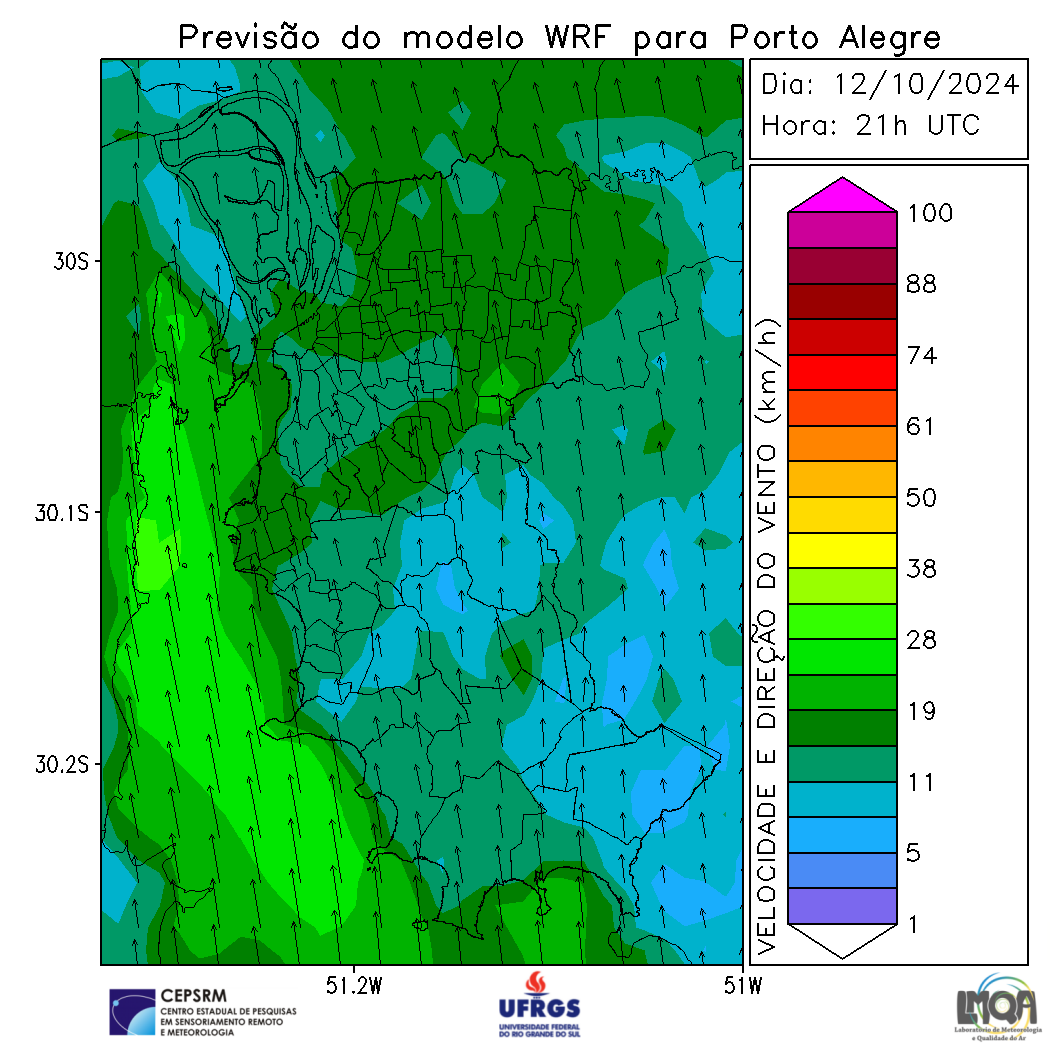 Previsão do modelo WRF para Porto Alegre
Dia: 12/10/2024
Hora: 21h UTC
30S
30.1S
30.2S
51.2W
51W
VELOCIDADE E DIREÇÃO DO VENTO (km/h)
100
88
74
61
50
38
28
19
11
5
1
CEPSRM
CENTRO ESTADUAL DE PESQUISAS
EM SENSORIAMENTO REMOTO
E METEOROLOGIA
UFRGS
UNIVERSIDADE FEDERAL
DO RIO GRANDE DO SUL
LMQA
Laboratório de Meteorologia
e Qualidade do Ar